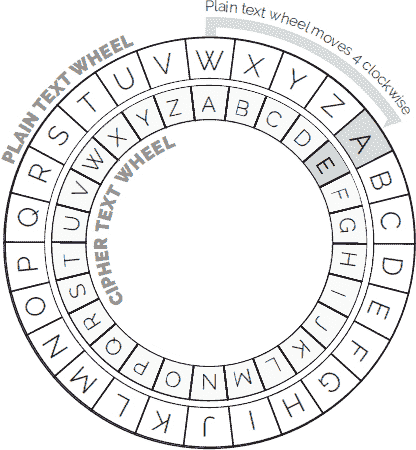 Plain text wheel moves 4 clockwise
PLAIN TEXT WHEEL
W X Y Z A B C D E F G H I J K L M N O P Q R S T U V
A B C D E F G H I J K L M N O P Q R S T U V W X Y Z
CIPHER TEXT WHEEL